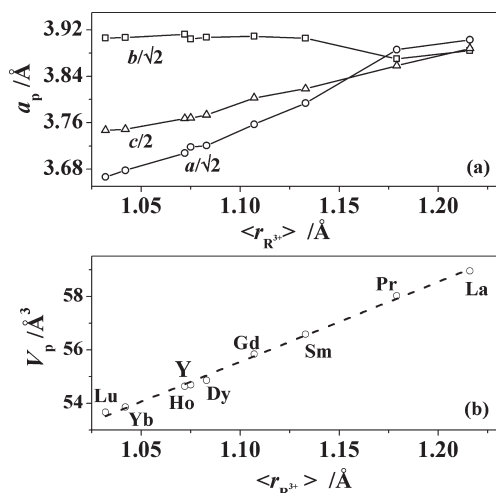 3.92
3.84
3.76
3.68
a_p/Å
b/√2
c/2
a/√2
(a)
1.05 1.10 1.15 1.20
<r_R³⁺> /Å
58
56
54
V_p/Å³
Lu
Yb
Y
Ho
Dy
Gd
Sm
Pr
La
(b)
1.05 1.10 1.15 1.20
<r_R³⁺> /Å